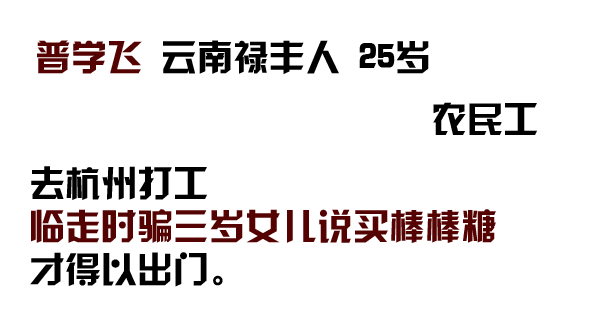 普学飞 云南禄丰人 25岁
农民工
去杭州打工
临走时骗三岁女儿说买棒棒糖
才得以出门。